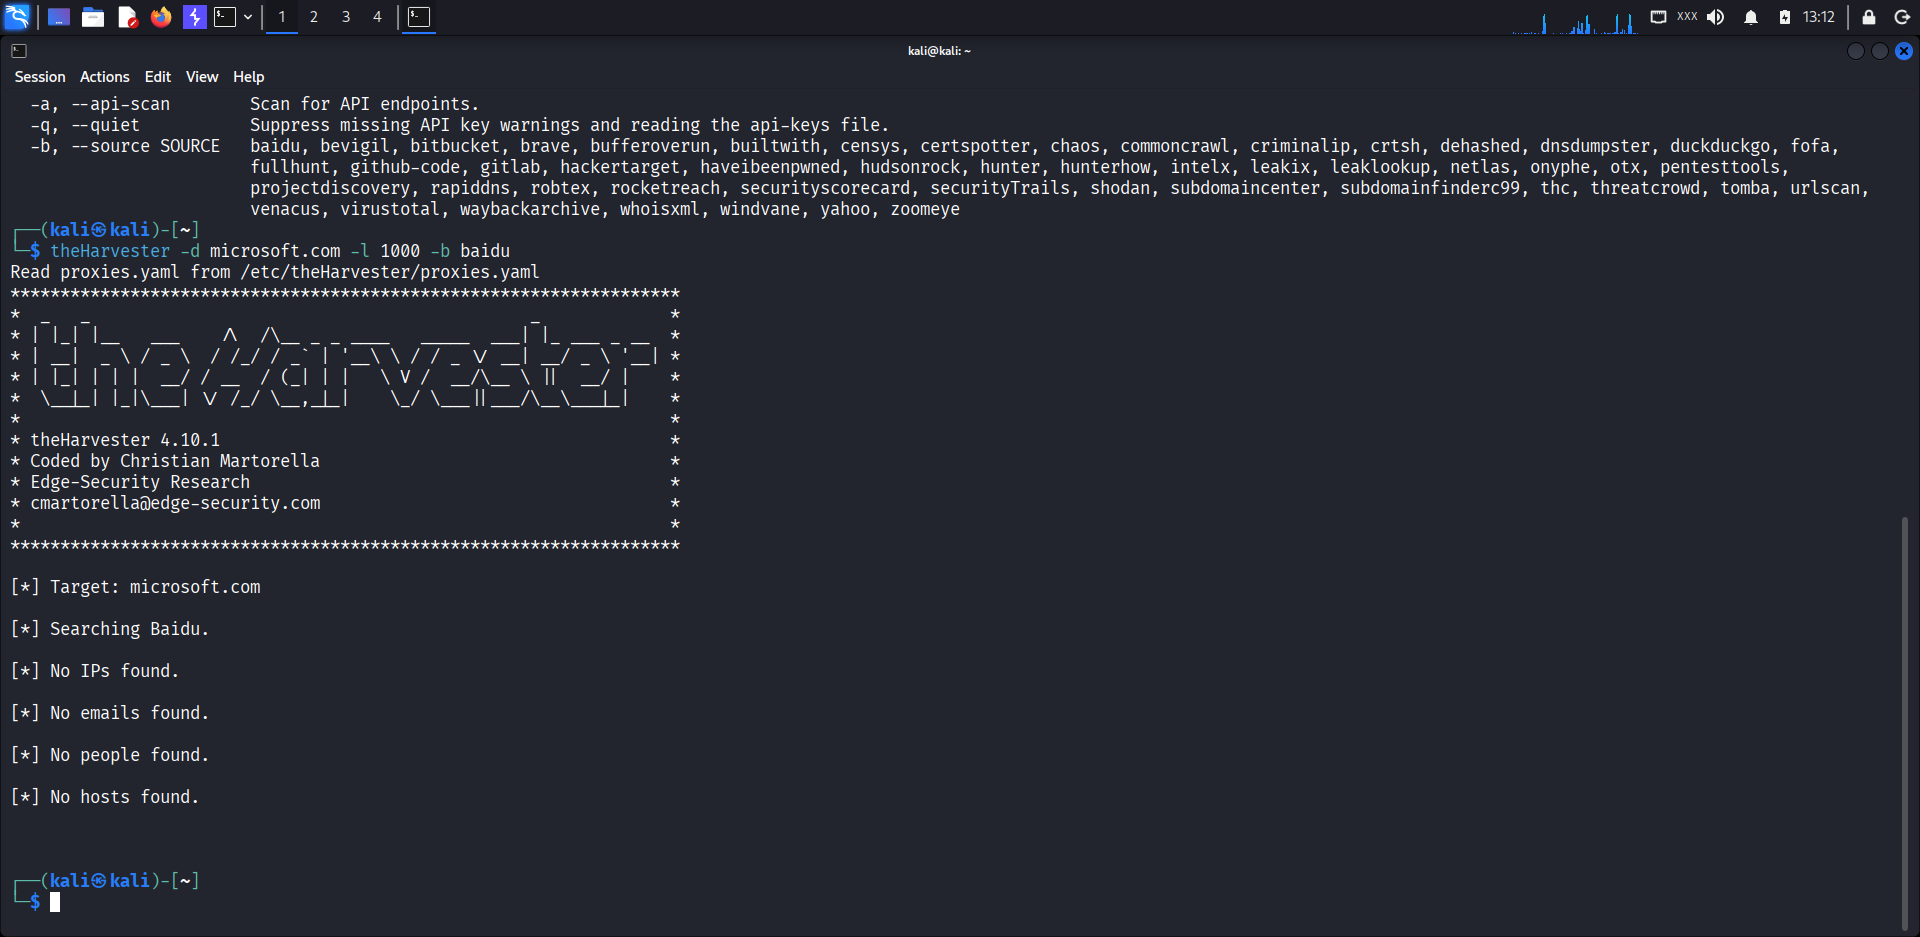 1 2 3 4 XXX 13:12
kali@kali: ~
Session Actions Edit View Help
-a, --api-scan Scan for API endpoints.
-q, --quiet Suppress missing API key warnings and reading the api-keys file.
-b, --source SOURCE baidu, bevigil, bitbucket, brave, bufferoverun, builtwith, censys, certspotter, chaos, commoncrawl, criminalip, crtsh, dehashed, dnsdumpster, duckduckgo, fofa,
fullhunt, github-code, gitlab, hackertarget, haveibeenpwned, hudsonrock, hunter, hunterhow, intelx, leakix, leaklookup, netlas, onyphe, otx, pentesttools,
projectdiscovery, rapiddns, robtex, rocketreach, securityscorecard, securityTrails, shodan, subdomaincenter, subdomainfinderc99, thc, threatcrowd, tomba, urlscan,
venacus, virustotal, waybackarchive, whoisxml, windvane, yahoo, zoomeye
┌──(kali㉿kali)-[~]
└─$ theHarvester -d microsoft.com -l 1000 -b baidu
Read proxies.yaml from /etc/theHarvester/proxies.yaml
*******************************************************************
theHarvester
* theHarvester 4.10.1 *
* Coded by Christian Martorella *
* Edge-Security Research *
* cmartorella@edge-security.com *
* *
*******************************************************************
[*] Target: microsoft.com
[*] Searching Baidu.
[*] No IPs found.
[*] No emails found.
[*] No people found.
[*] No hosts found.
┌──(kali㉿kali)-[~]
└─$